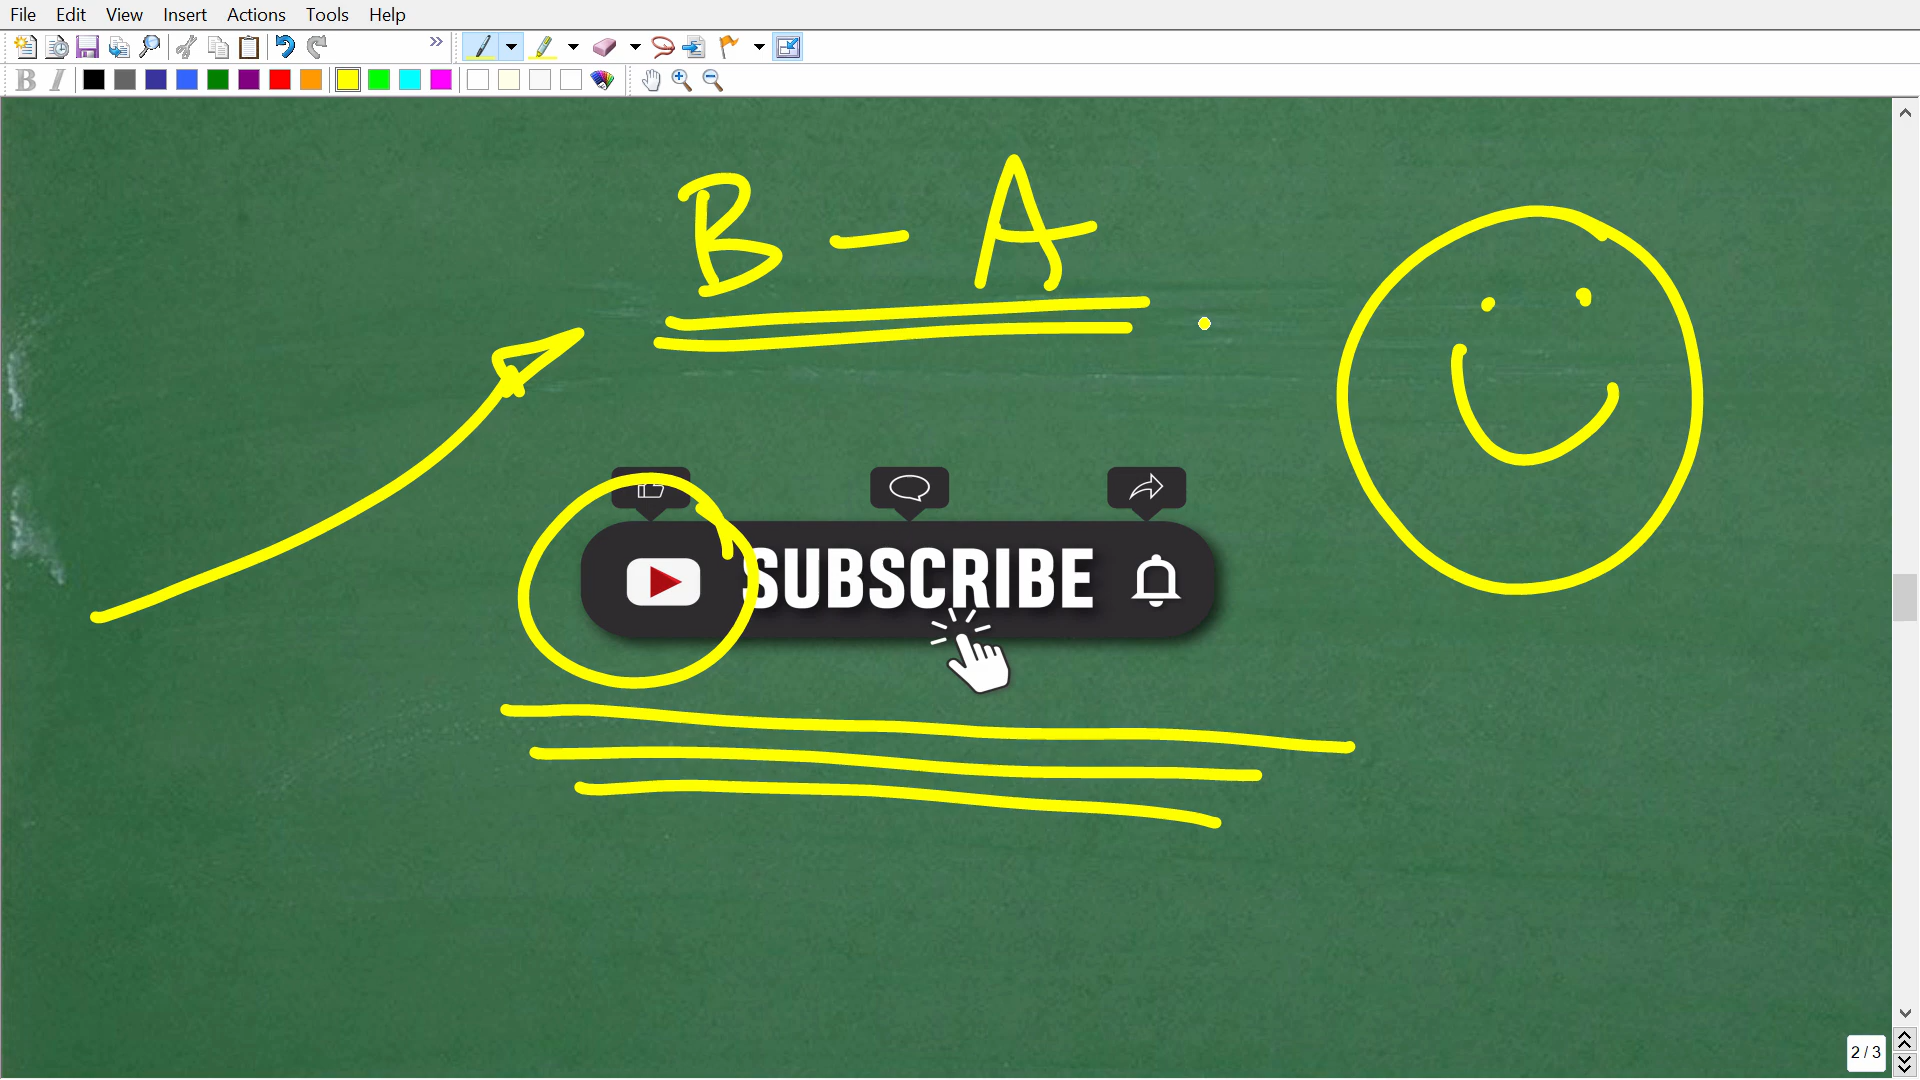 File Edit View Insert Actions Tools Help
B I
B - A
SUBSCRIBE
2 / 3